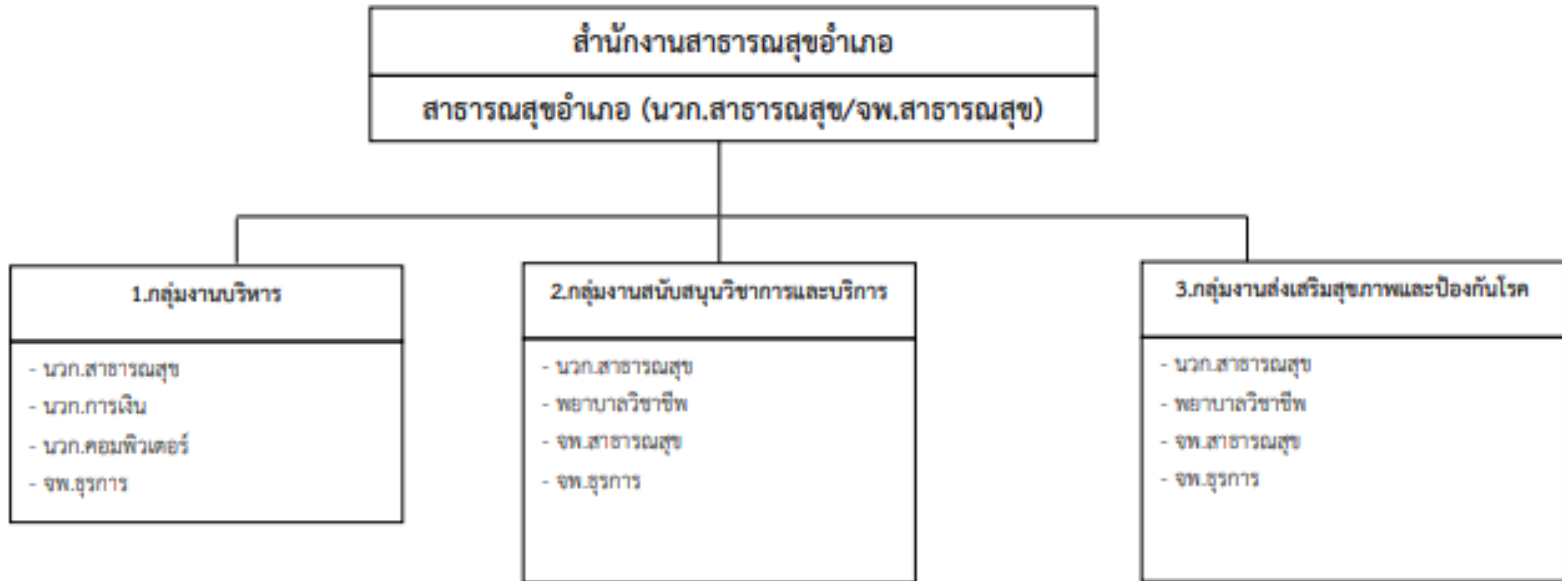 สำนักงานสาธารณสุขอำเภอ
สาธารณสุขอำเภอ (นวก.สาธารณสุข/จพ.สาธารณสุข)
1.กลุ่มงานบริหาร
- นวก.สาธารณสุข
- นวก.การเงิน
- นวก.คอมพิวเตอร์
- จพ.ธุรการ
2.กลุ่มงานสนับสนุนวิชาการและบริการ
- นวก.สาธารณสุข
- พยาบาลวิชาชีพ
- จพ.สาธารณสุข
- จพ.ธุรการ
3.กลุ่มงานส่งเสริมสุขภาพและป้องกันโรค
- นวก.สาธารณสุข
- พยาบาลวิชาชีพ
- จพ.สาธารณสุข
- จพ.ธุรการ